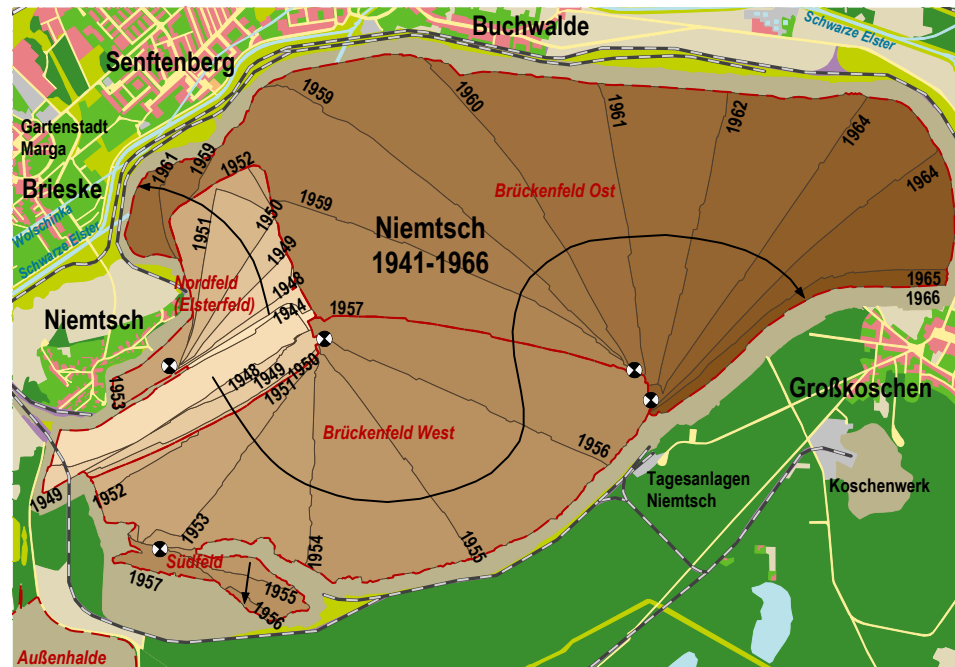 Buchwalde
Schwarze Elster
Senftenberg
Gartenstadt
Marga
Brieske
Wolschinka
Schwarze Elster
1961
1959
1952
1959
1960
1961
1962
1964
1964
1951
1950
1959
1949
Brückenfeld Ost
Niemtsch
1941-1966
Nordfeld
(Elsterfeld)
1948
1944
1965
1966
1957
Niemtsch
1953
1948
1949
1950
1951
Großkoschen
Brückenfeld West
1956
1949
1952
Tagesanlagen
Niemtsch
Koschenwerk
1953
1954
1955
Südfeld
1957
1955
1956
Außenhalde